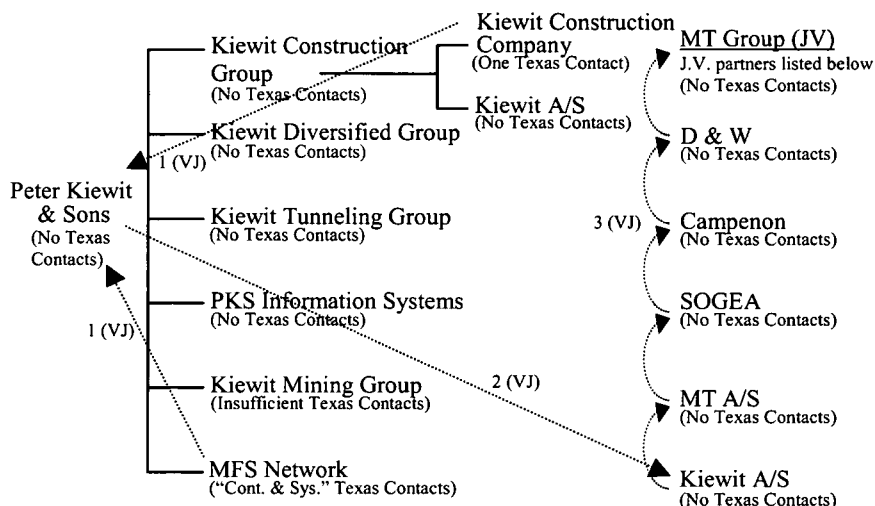 Kiewit Construction
Group
(No Texas Contacts)
Kiewit Construction
Company
(One Texas Contact)
Kiewit A/S
(No Texas Contacts)
MT Group (JV)
J.V. partners listed below
(No Texas Contacts)
Kiewit Diversified Group
(No Texas Contacts)
1 (VJ)
D & W
(No Texas Contacts)
Peter Kiewit
& Sons
(No Texas
Contacts)
Kiewit Tunneling Group
(No Texas Contacts)
3 (VJ)
Campenon
(No Texas Contacts)
PKS Information Systems
(No Texas Contacts)
SOGEA
(No Texas Contacts)
1 (VJ)
Kiewit Mining Group
(Insufficient Texas Contacts)
2 (VJ)
MT A/S
(No Texas Contacts)
MFS Network
("Cont. & Sys." Texas Contacts)
Kiewit A/S
(No Texas Contacts)